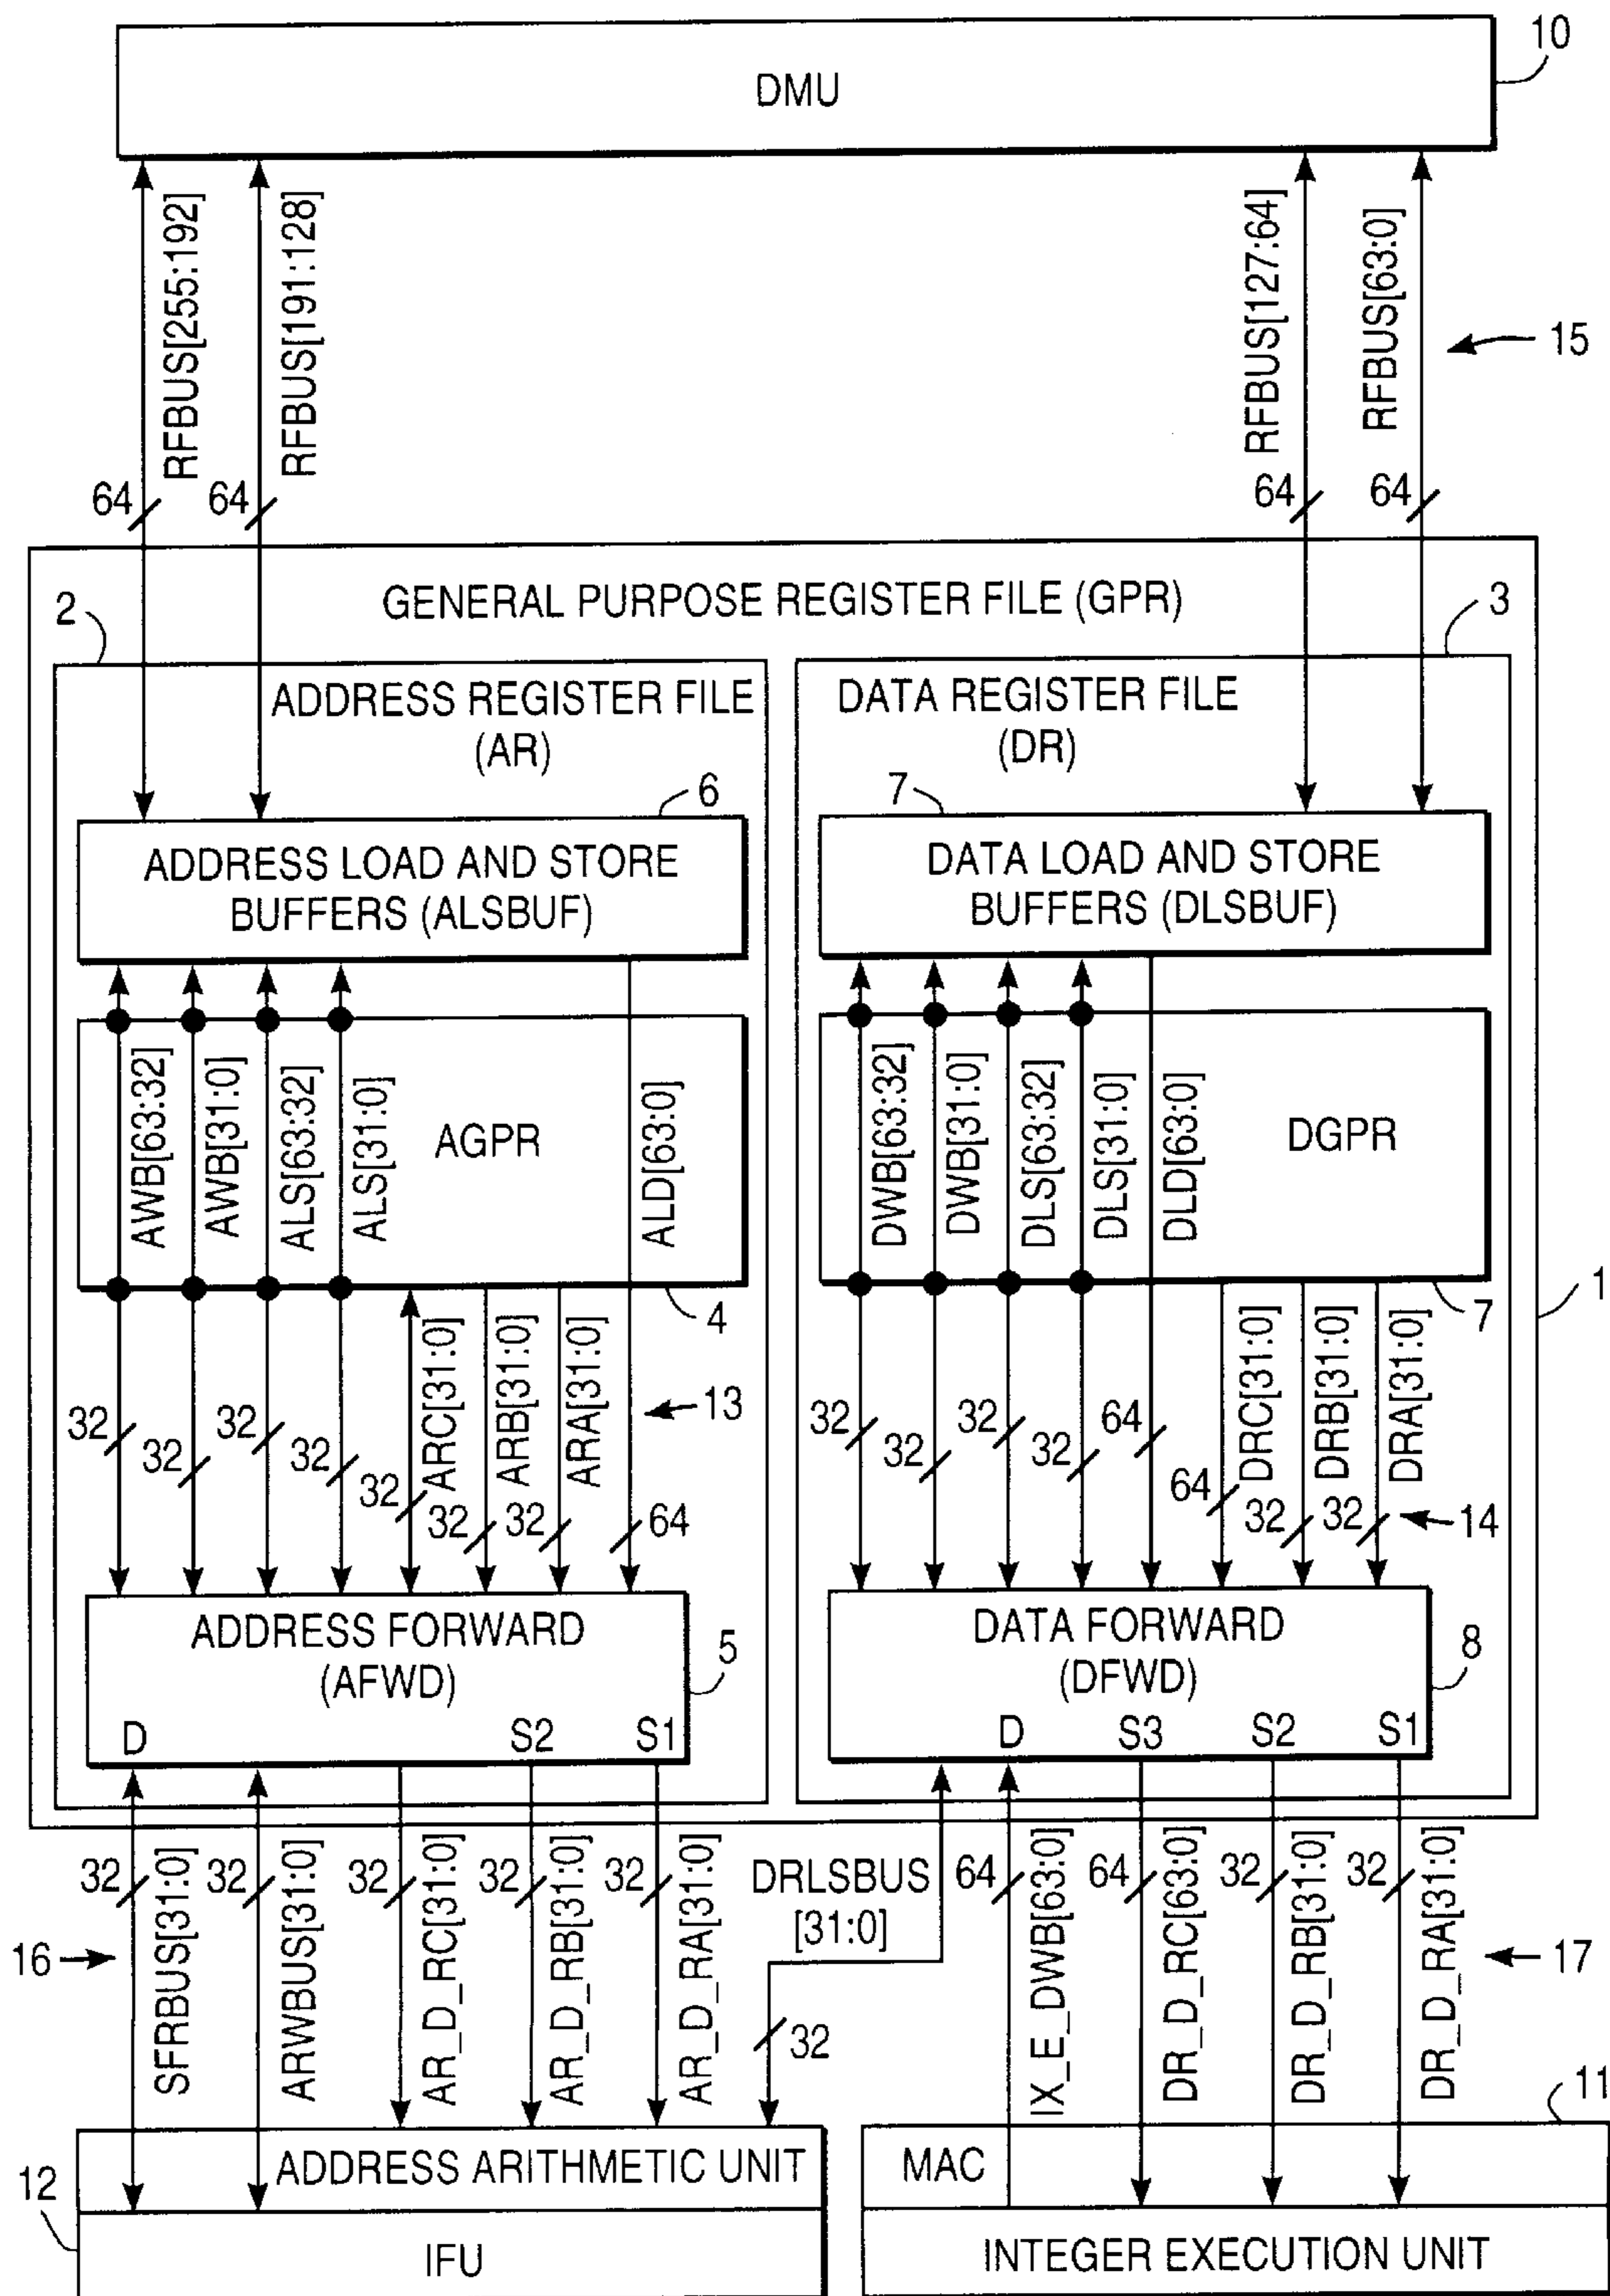 10
DMU
RFBUS[255:192]
RFBUS[191:128]
RFBUS[127:64]
RFBUS[63:0]
15
64
64
64
64
GENERAL PURPOSE REGISTER FILE (GPR)
2
3
ADDRESS REGISTER FILE
(AR)
DATA REGISTER FILE
(DR)
6
7
ADDRESS LOAD AND STORE
BUFFERS (ALSBUF)
DATA LOAD AND STORE
BUFFERS (DLSBUF)
AWB[63:32]
AWB[31:0]
ALS[63:32]
ALS[31:0]
AGPR
ALD[63:0]
DWB[63:32]
DWB[31:0]
DLS[63:32]
DLS[31:0]
DLD[63:0]
DGPR
4
7
1
ARC[31:0]
ARB[31:0]
ARA[31:0]
13
DRC[31:0]
DRB[31:0]
DRA[31:0]
14
32
32
32
32
32
32
32
64
32
32
32
32
64
64
32
32
ADDRESS FORWARD
(AFWD)
5
D
S2
S1
DATA FORWARD
(DFWD)
8
D
S3
S2
S1
32
32
32
32
32
DRLSBUS
[31:0]
64
64
32
32
16
SFRBUS[31:0]
ARWBUS[31:0]
AR_D_RC[31:0]
AR_D_RB[31:0]
AR_D_RA[31:0]
32
IX_E_DWB[63:0]
DR_D_RC[63:0]
DR_D_RB[31:0]
DR_D_RA[31:0]
17
11
12
ADDRESS ARITHMETIC UNIT
IFU
MAC
INTEGER EXECUTION UNIT